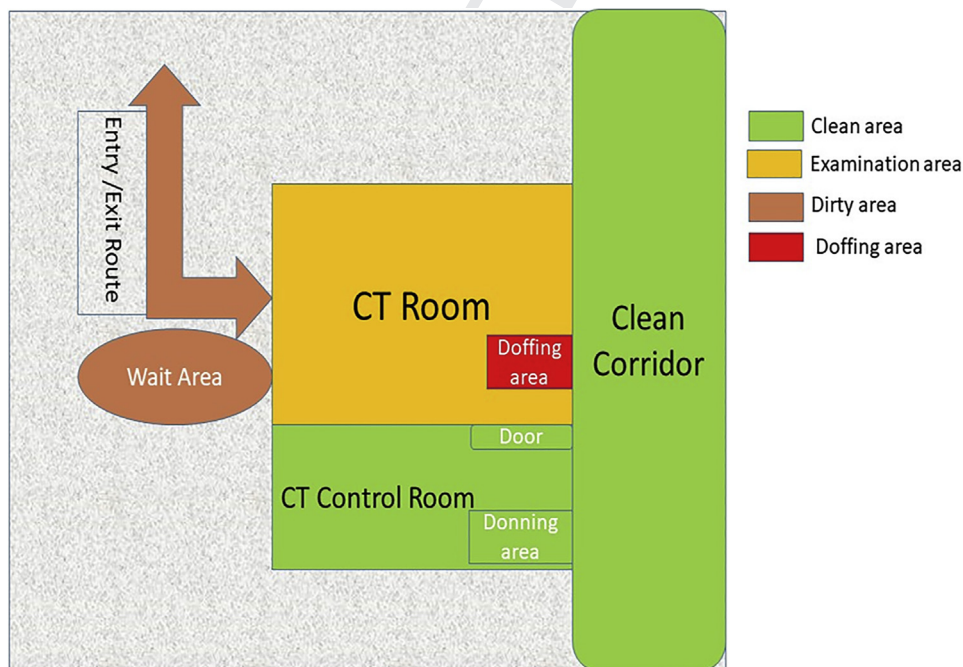 Entry /Exit Route
Wait Area
CT Room
Doffing
area
Door
CT Control Room
Donning
area
Clean
Corridor
Clean area
Examination area
Dirty area
Doffing area